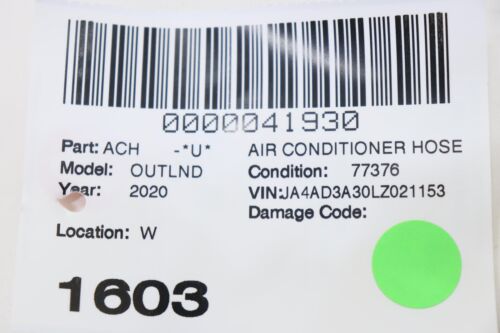 0000041930
Part: ACH -*U* AIR CONDITIONER HOSE
Model: OUTLND Condition: 77376
Year: 2020 VIN:JA4AD3A30LZ021153
Damage Code:
Location: W
1603